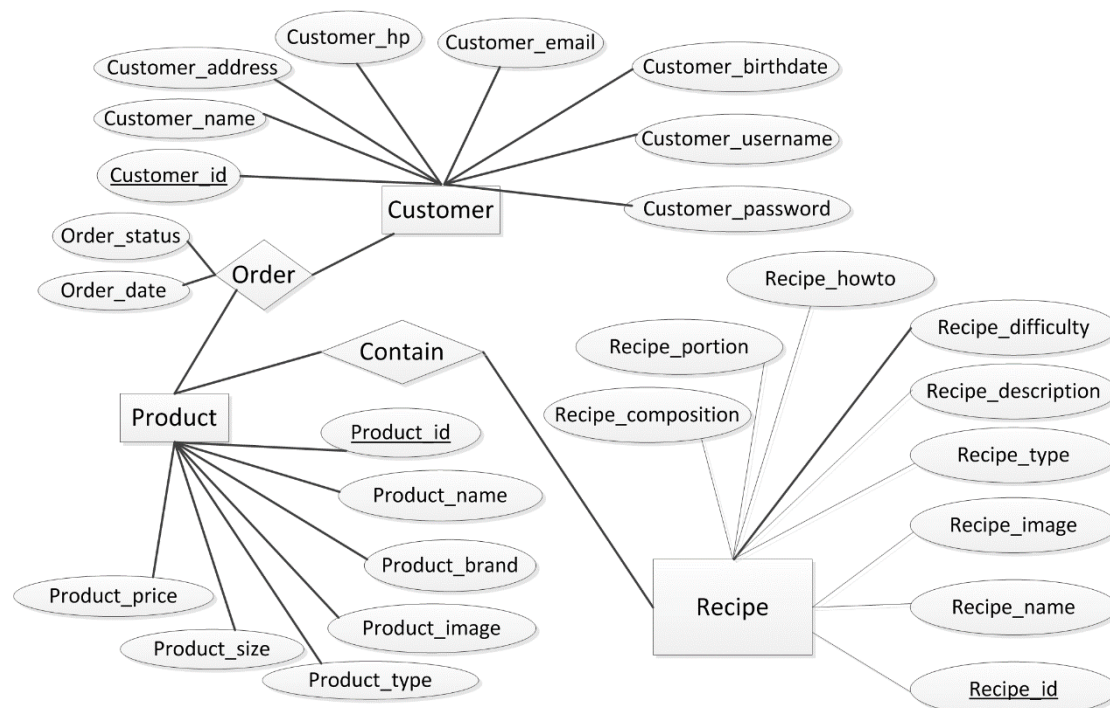 Customer_hp
Customer_email
Customer_address
Customer_birthdate
Customer_name
Customer_username
Customer_id
Customer
Customer_password
Order_status
Order
Order_date
Recipe_howto
Contain
Recipe_portion
Recipe_difficulty
Recipe_composition
Recipe_description
Product
Product_id
Recipe_type
Product_name
Recipe_image
Product_brand
Product_price
Recipe
Recipe_name
Product_image
Product_size
Product_type
Recipe_id